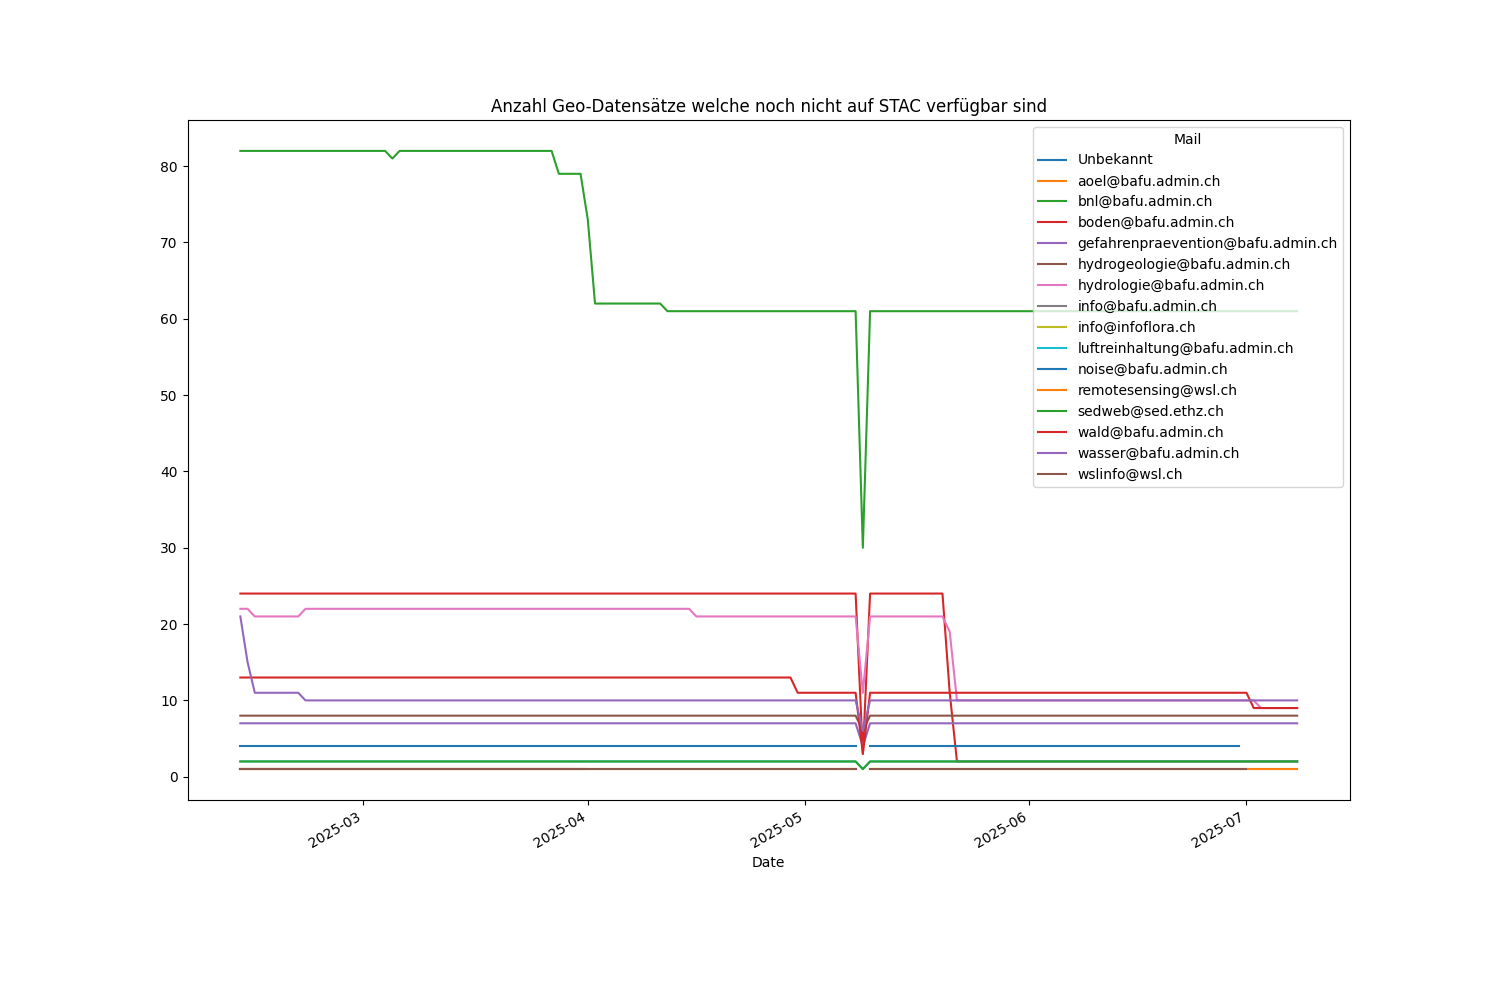 Anzahl Geo-Datensätze welche noch nicht auf STAC verfügbar sind
Mail
Unbekannt
aoel@bafu.admin.ch
bnl@bafu.admin.ch
boden@bafu.admin.ch
gefahrenpraevention@bafu.admin.ch
hydrogeologie@bafu.admin.ch
hydrologie@bafu.admin.ch
info@bafu.admin.ch
info@infoflora.ch
luftreinhaltung@bafu.admin.ch
noise@bafu.admin.ch
remotesensing@wsl.ch
sedweb@sed.ethz.ch
wald@bafu.admin.ch
wasser@bafu.admin.ch
wslinfo@wsl.ch
80
70
60
50
40
30
20
10
0
2025-03
2025-04
2025-05
2025-06
2025-07
Date